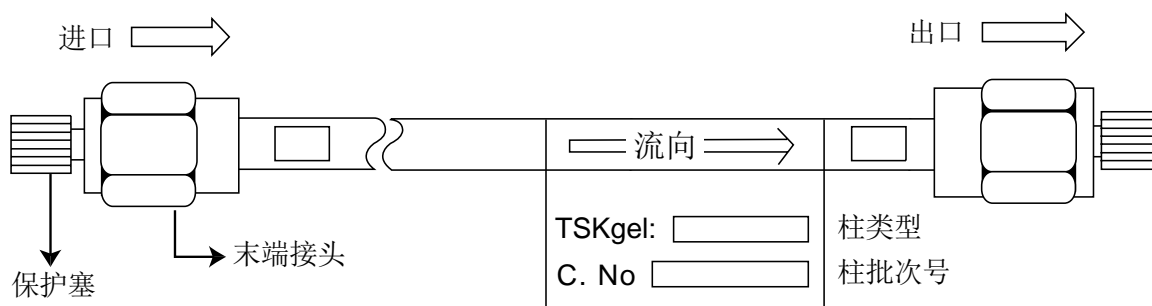 进口
出口
流向
TSKgel:
柱类型
C. No
柱批次号
末端接头
保护塞